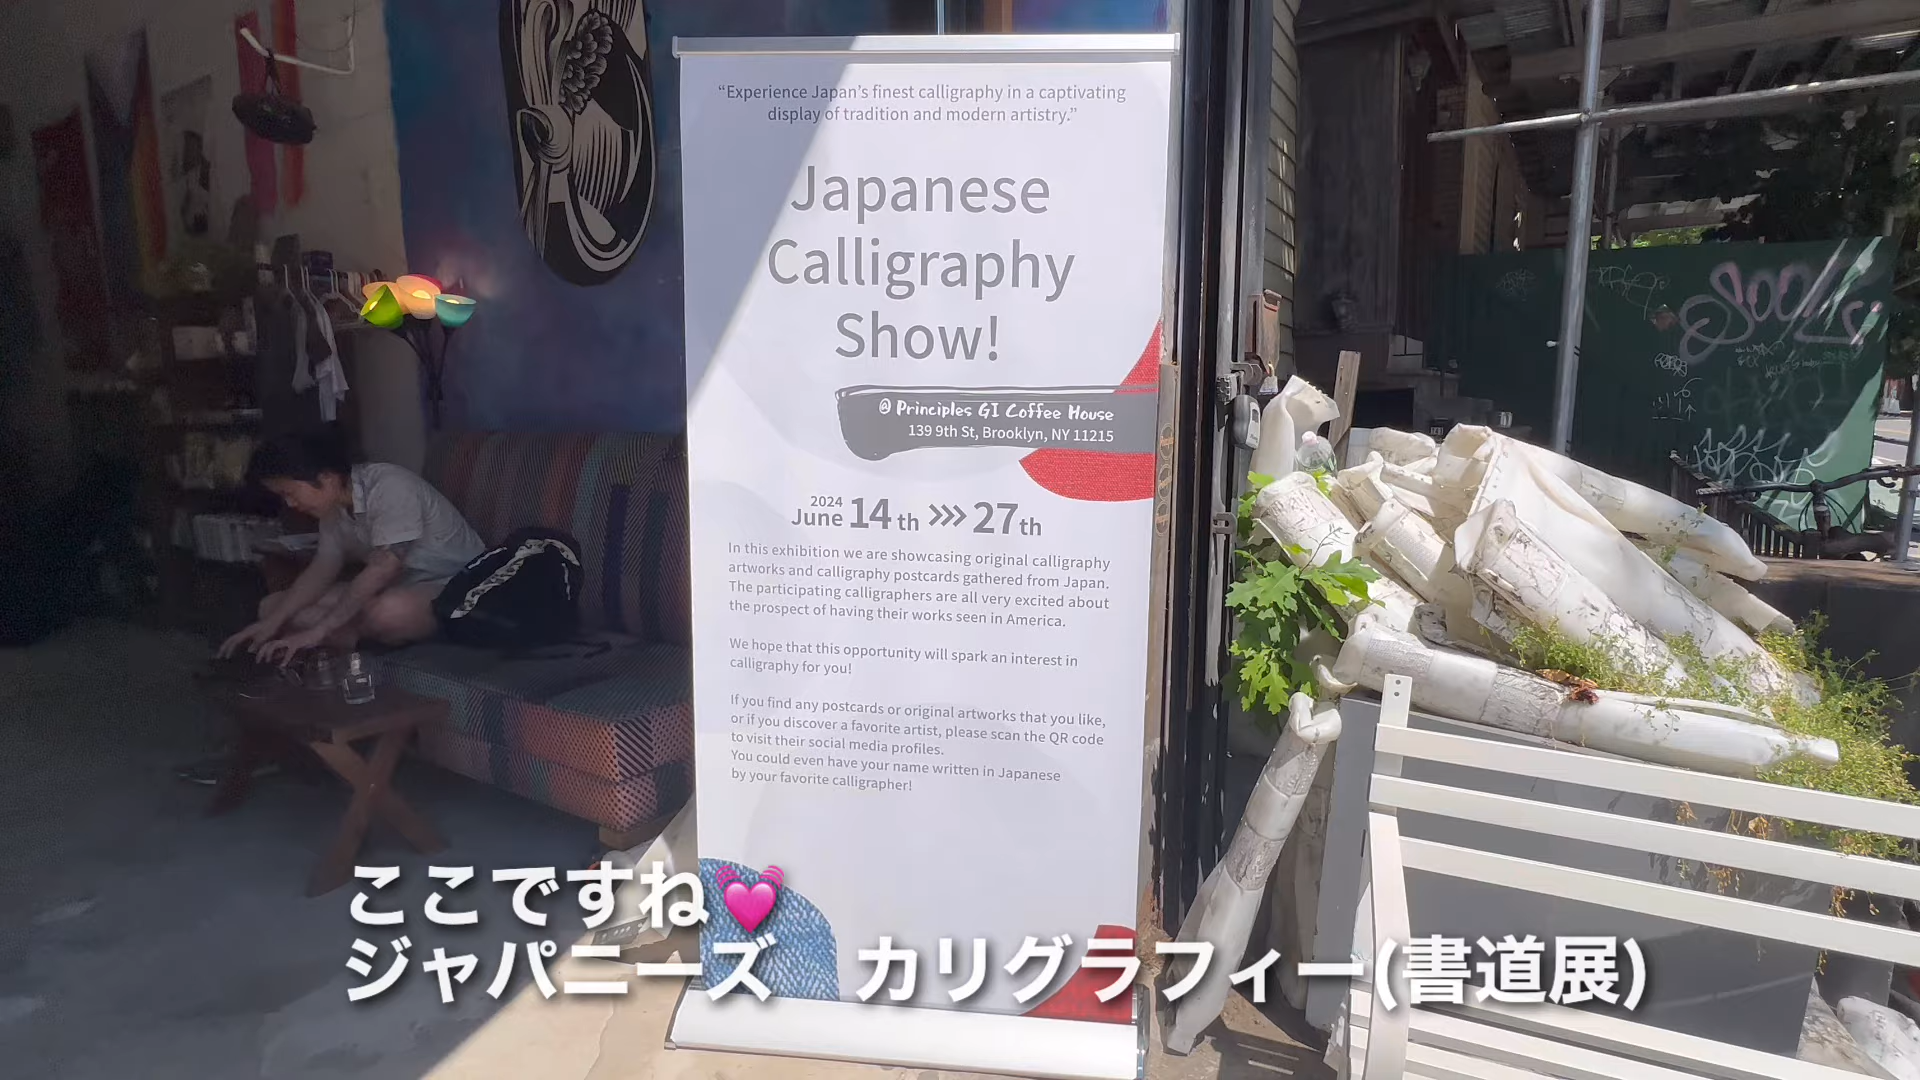 “Experience Japan’s finest calligraphy in a captivating
display of tradition and modern artistry.”
Japanese
Calligraphy
Show!
@ Principles GI Coffee House
139 9th St, Brooklyn, NY 11215
2024
June 14 th >>> 27th
In this exhibition we are showcasing original calligraphy
artworks and calligraphy postcards gathered from Japan.
The participating calligraphers are all very excited about
the prospect of having their works seen in America.
We hope that this opportunity will spark an interest in
calligraphy for you!
If you find any postcards or original artworks that you like,
or if you discover a favorite artist, please scan the QR code
to visit their social media profiles.
You could even have your name written in Japanese
by your favorite calligrapher!
ここですね💓
ジャパニーズ　カリグラフィー(書道展)